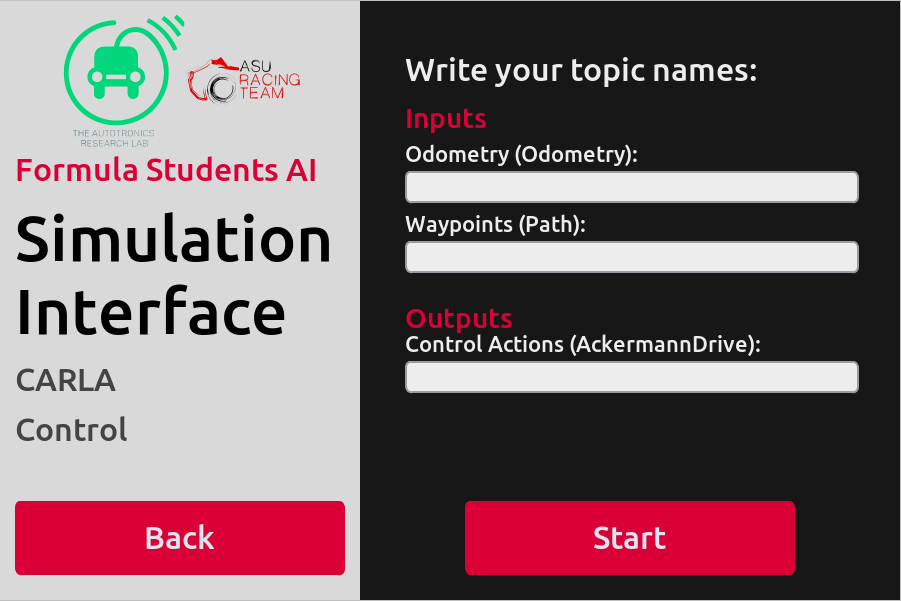 THE AUTOTRONICS
RESEARCH LAB
ASU
RACING
TEAM
Formula Students AI
Simulation
Interface
CARLA
Control
Back
Write your topic names:
Inputs
Odometry (Odometry):
Waypoints (Path):
Outputs
Control Actions (AckermannDrive):
Start